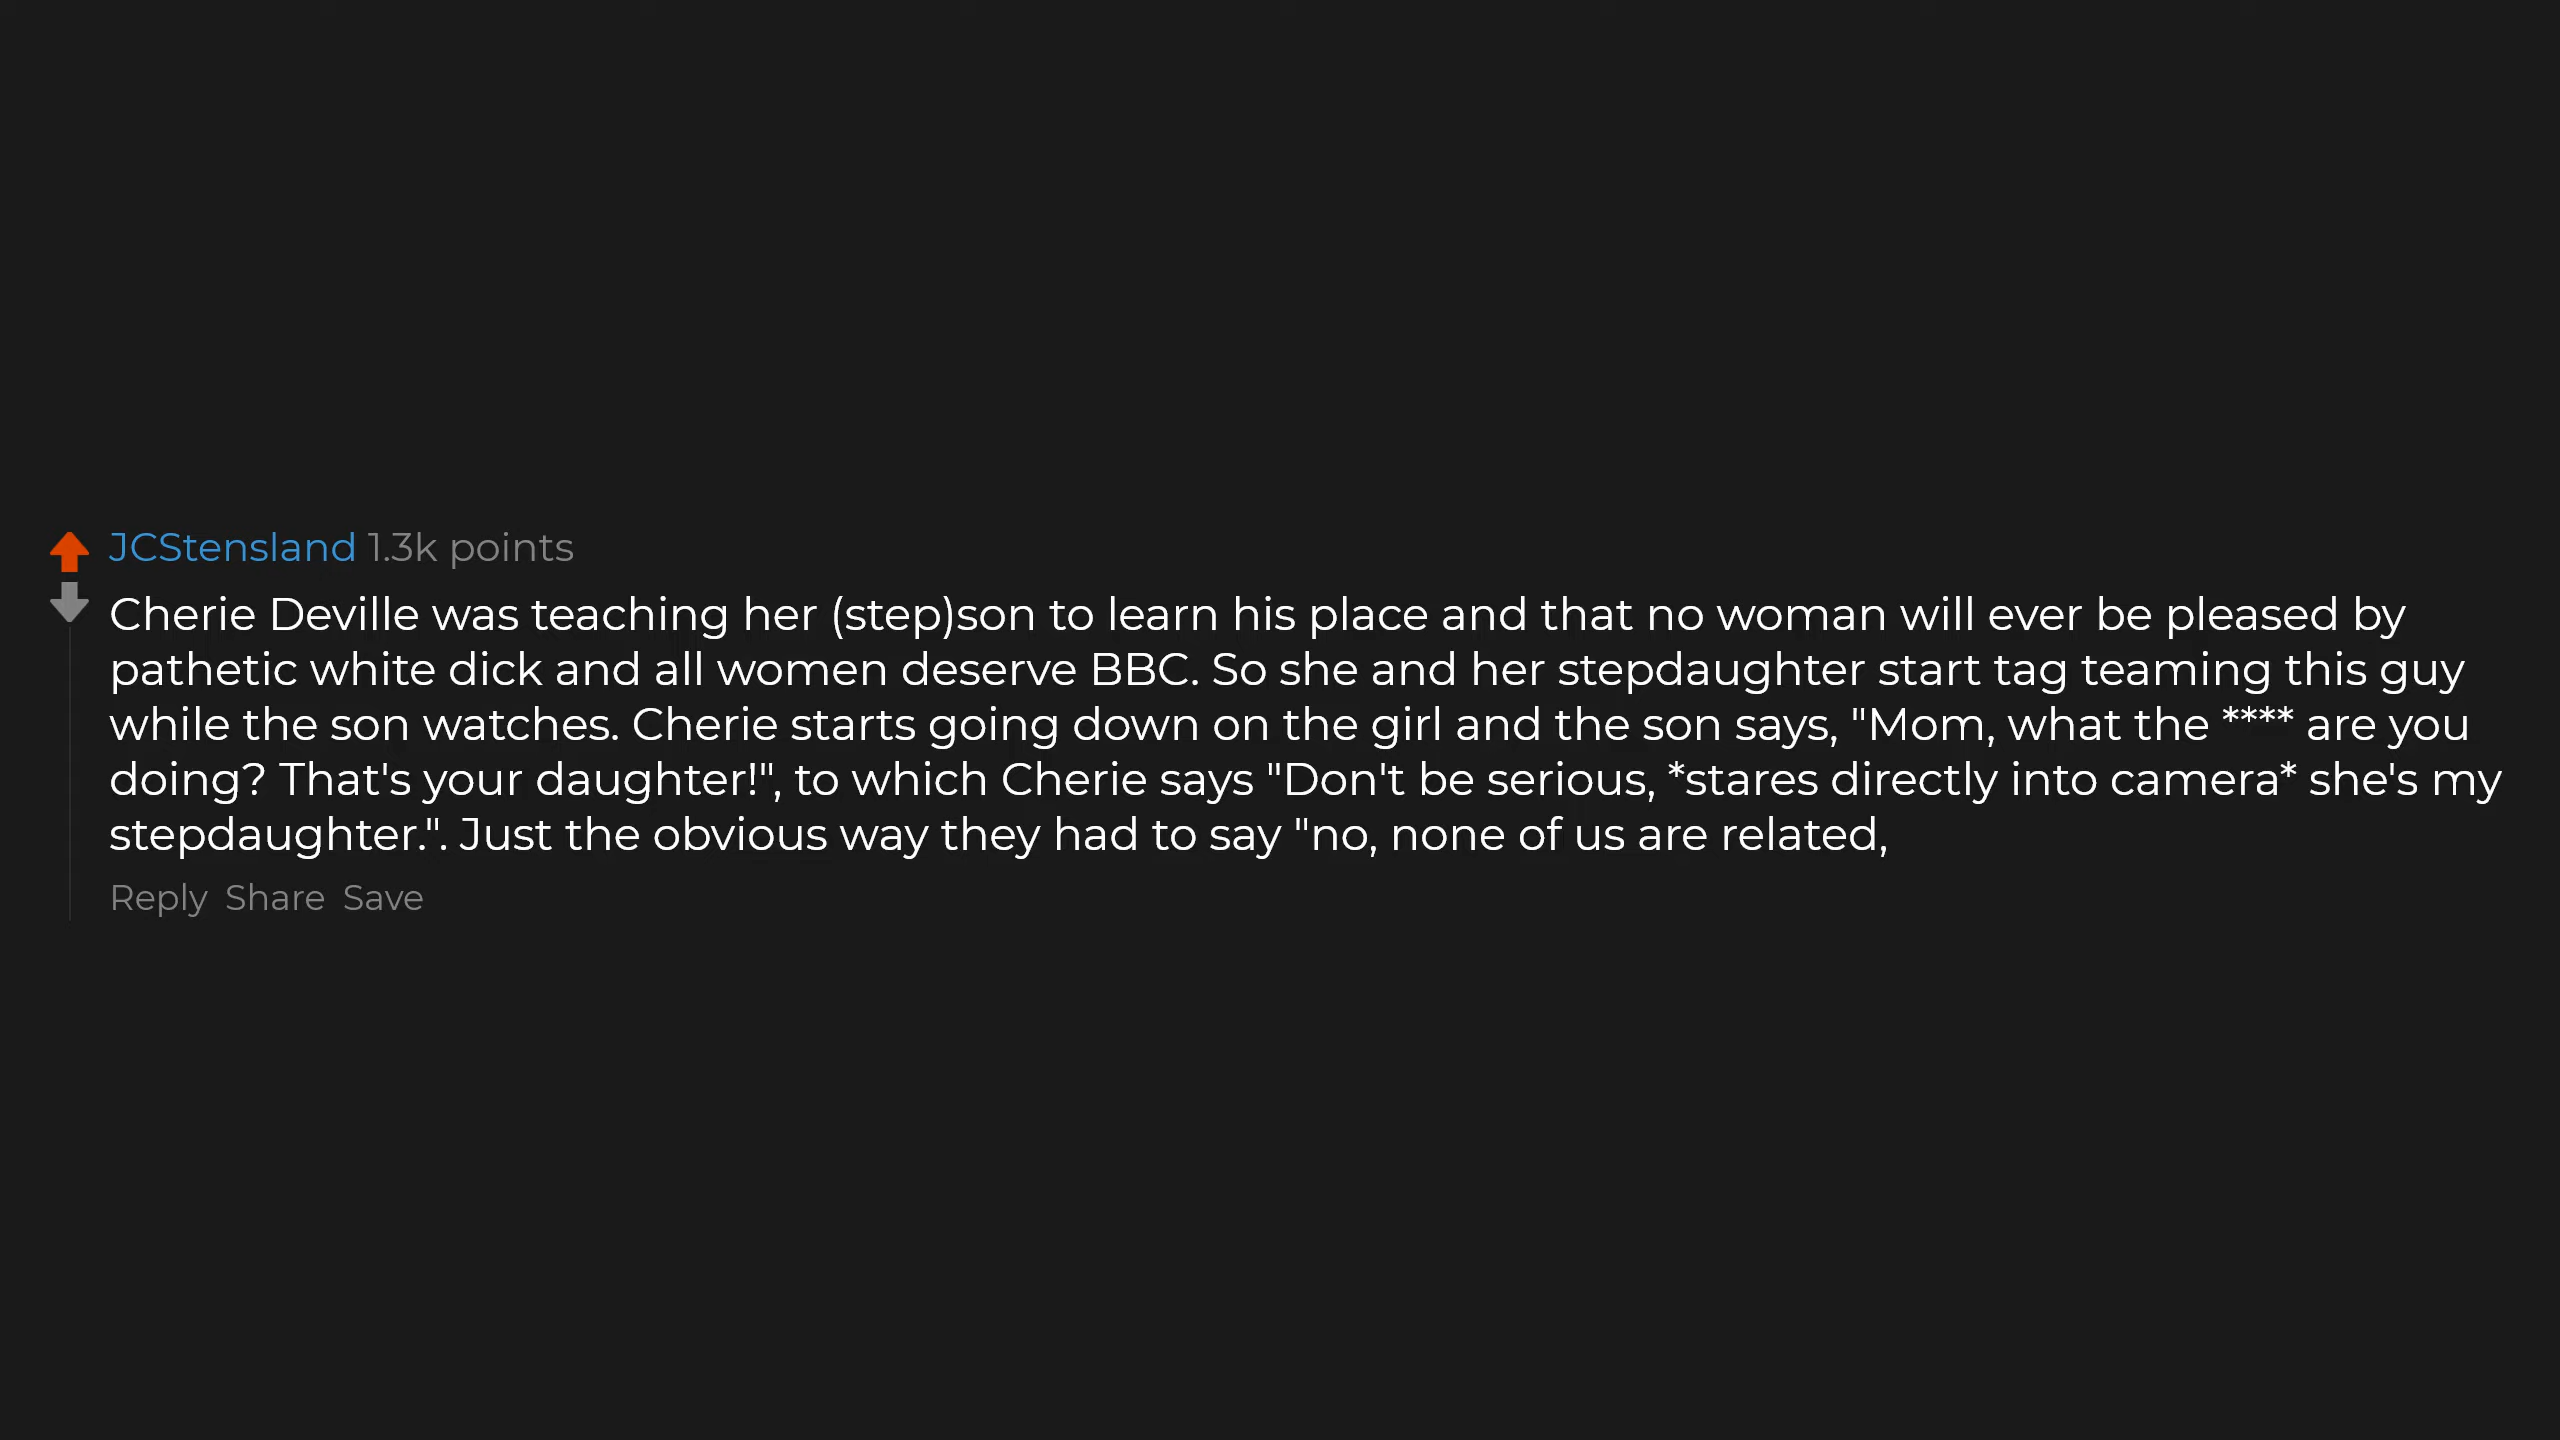 JCStensland 1.3k points
Cherie Deville was teaching her (step)son to learn his place and that no woman will ever be pleased by
pathetic white dick and all women deserve BBC. So she and her stepdaughter start tag teaming this guy
while the son watches. Cherie starts going down on the girl and the son says, "Mom, what the **** are you
doing? That's your daughter!", to which Cherie says "Don't be serious, *stares directly into camera* she's my
stepdaughter.". Just the obvious way they had to say "no, none of us are related,
Reply Share Save